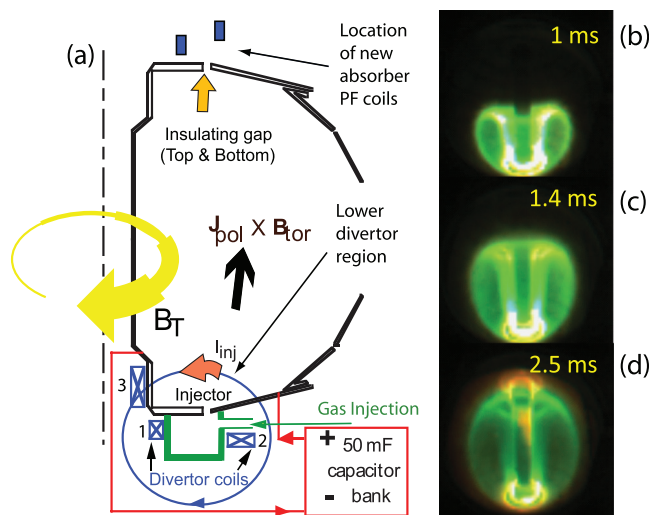 (a)
Location
of new
absorber
PF coils
Insulating gap
(Top & Bottom)
Jpol X Btor
Lower
divertor
region
BT
Iinj
Injector
3
1
2
Gas Injection
Divertor coils
+ 50 mF
capacitor
- bank
1 ms
(b)
1.4 ms
(c)
2.5 ms
(d)